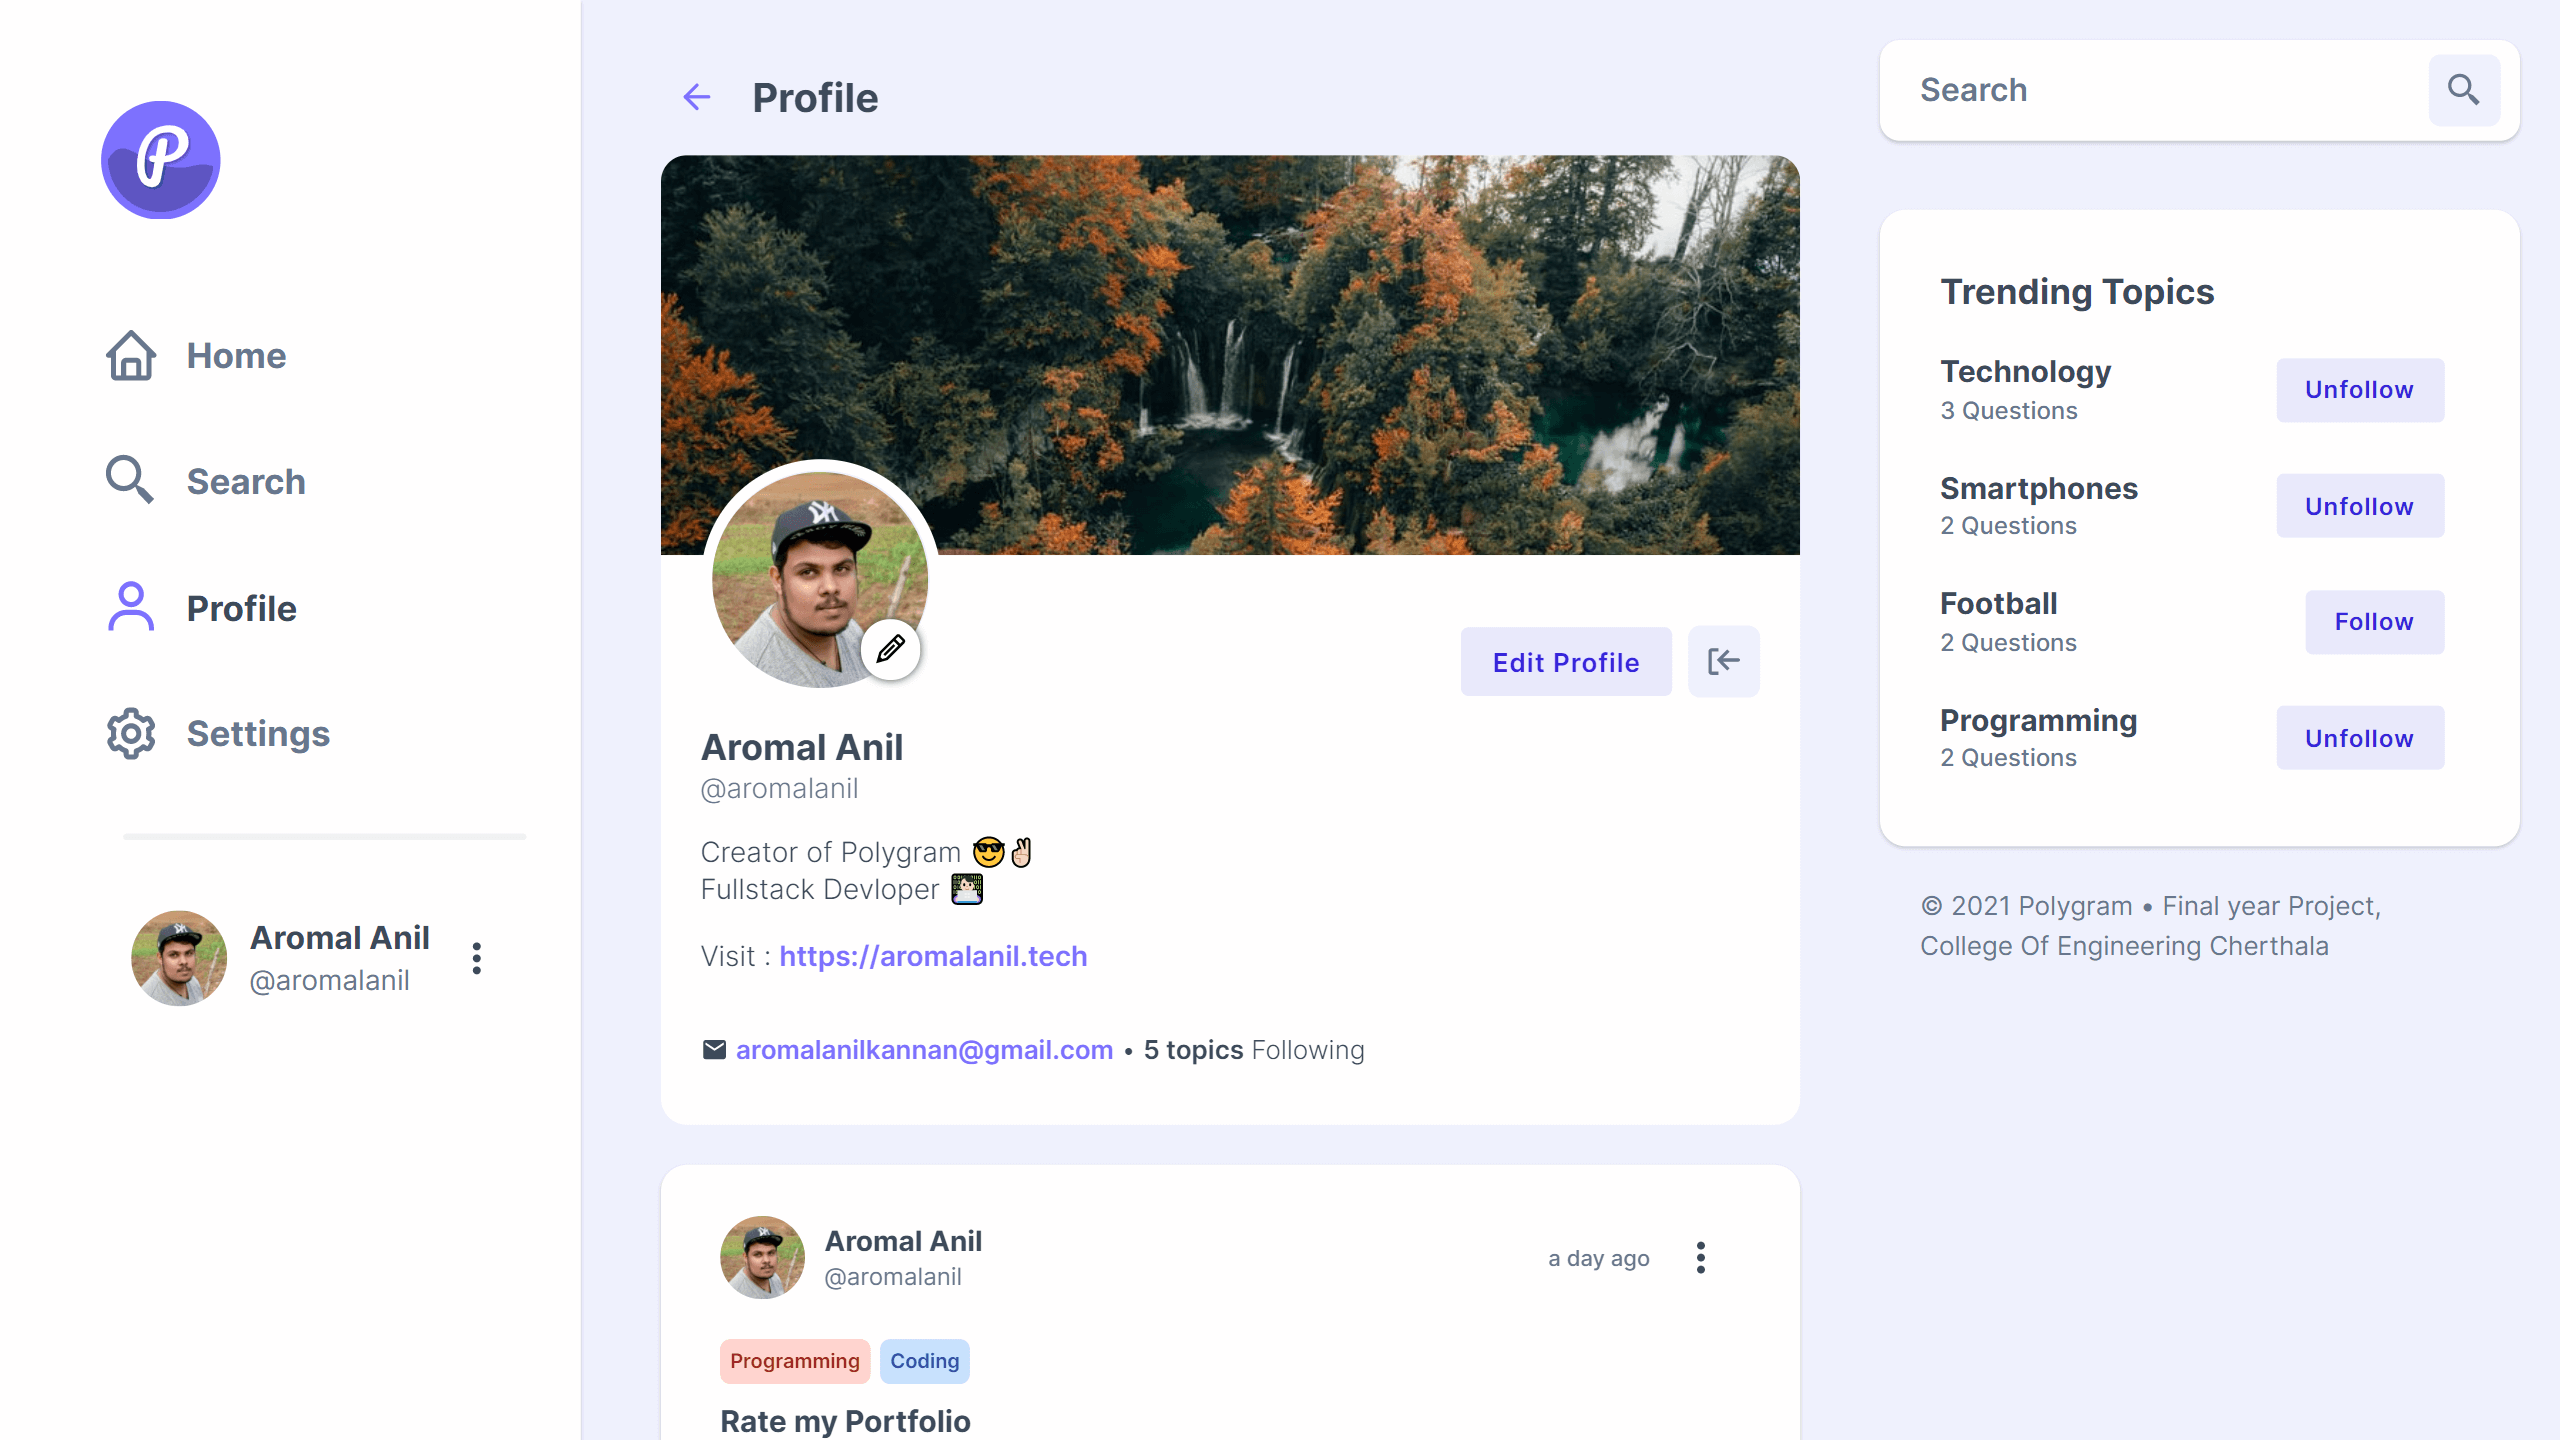 P
Home
Search
Profile
Settings
Aromal Anil
@aromalanil
Profile
Edit Profile
Aromal Anil
@aromalanil
Creator of Polygram 😎✌🏻
Fullstack Devloper 👨🏻‍💻
Visit : https://aromalanil.tech
aromalanilkannan@gmail.com • 5 topics Following
Aromal Anil
@aromalanil
a day ago
Programming Coding
Rate my Portfolio
Search
Trending Topics
Technology
3 Questions
Unfollow
Smartphones
2 Questions
Unfollow
Football
2 Questions
Follow
Programming
2 Questions
Unfollow
© 2021 Polygram • Final year Project,
College Of Engineering Cherthala